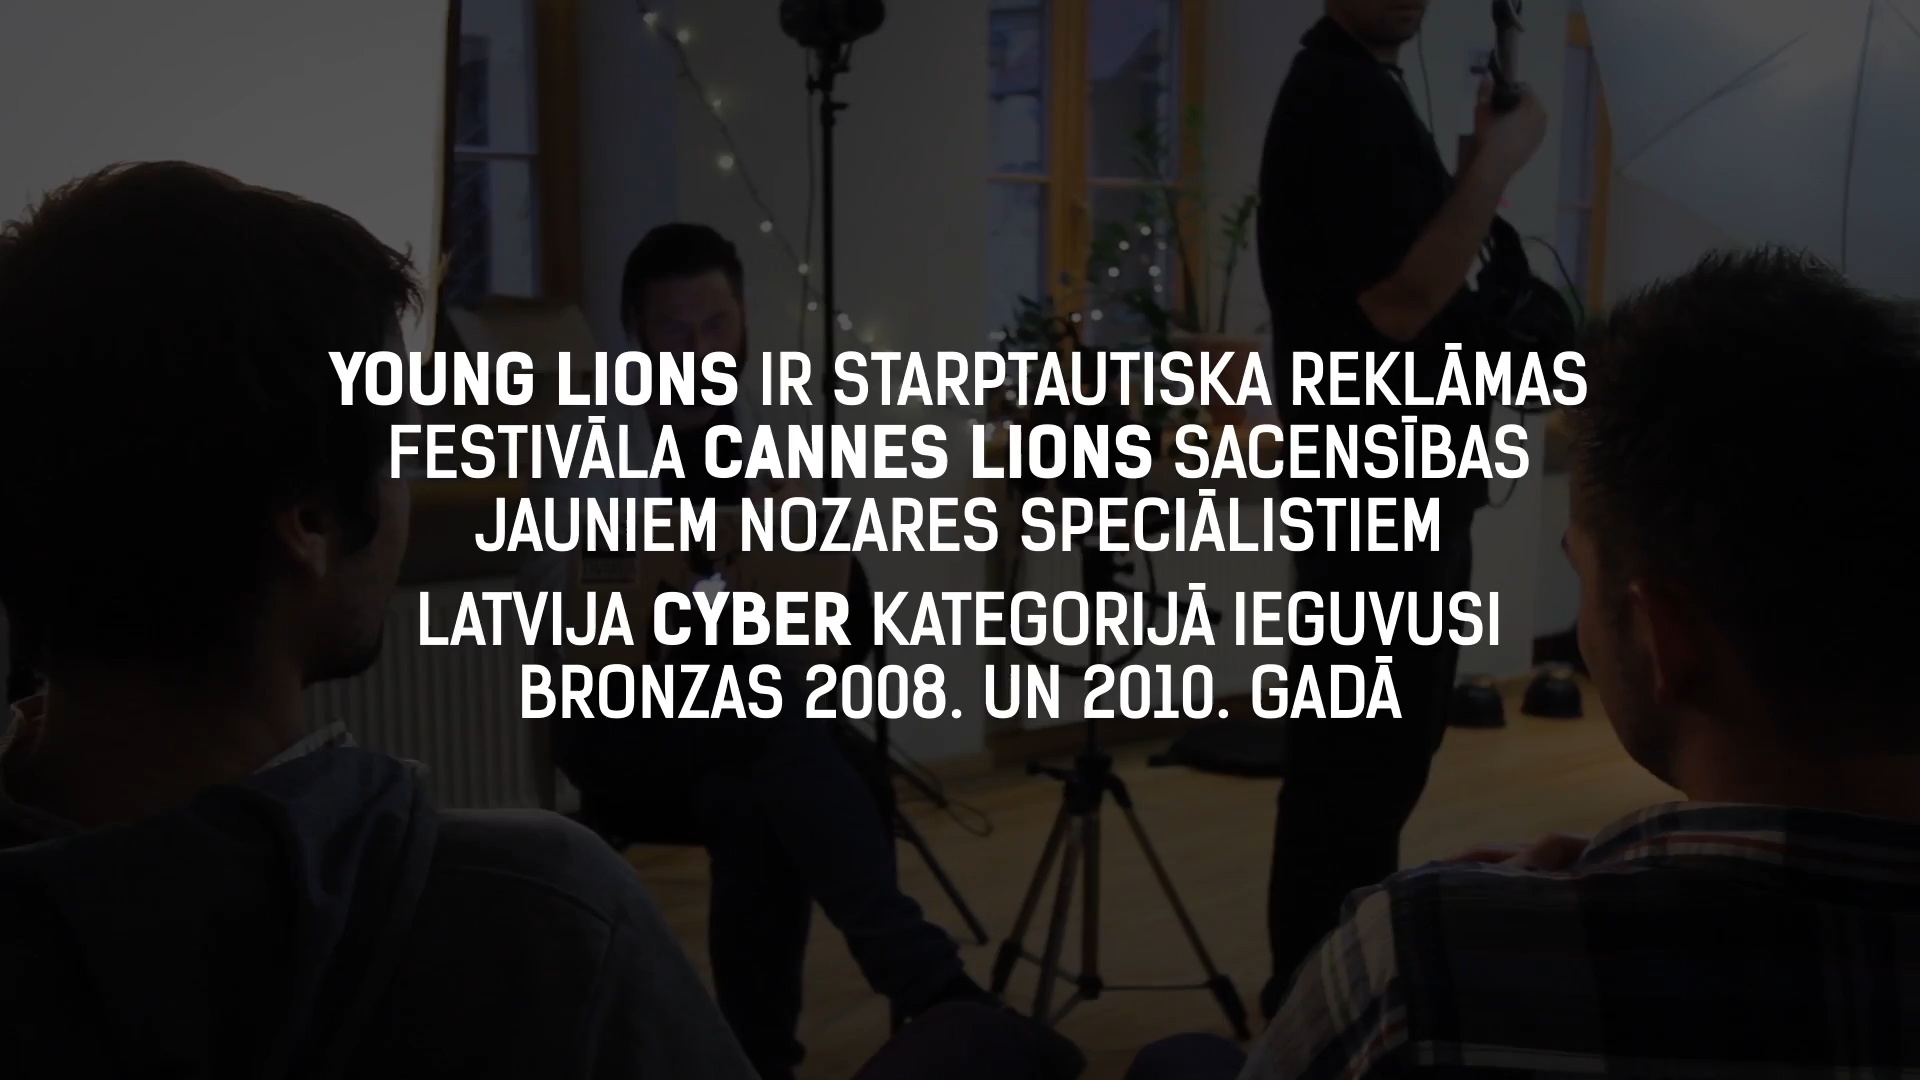 YOUNG LIONS IR STARPTAUTISKA REKLĀMAS
FESTIVĀLA CANNES LIONS SACENSĪBAS
JAUNIEM NOZARES SPECIĀLISTIEM
LATVIJA CYBER KATEGORIJĀ IEGUVUSI
BRONZAS 2008. UN 2010. GADĀ